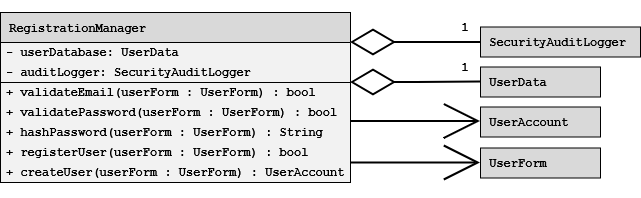 RegistrationManager
- userDatabase: UserData
- auditLogger: SecurityAuditLogger
+ validateEmail(userForm : UserForm) : bool
+ validatePassword(userForm : UserForm) : bool
+ hashPassword(userForm : UserForm) : String
+ registerUser(userForm : UserForm) : bool
+ createUser(userForm : UserForm) : UserAccount
1
SecurityAuditLogger
1
UserData
UserAccount
UserForm